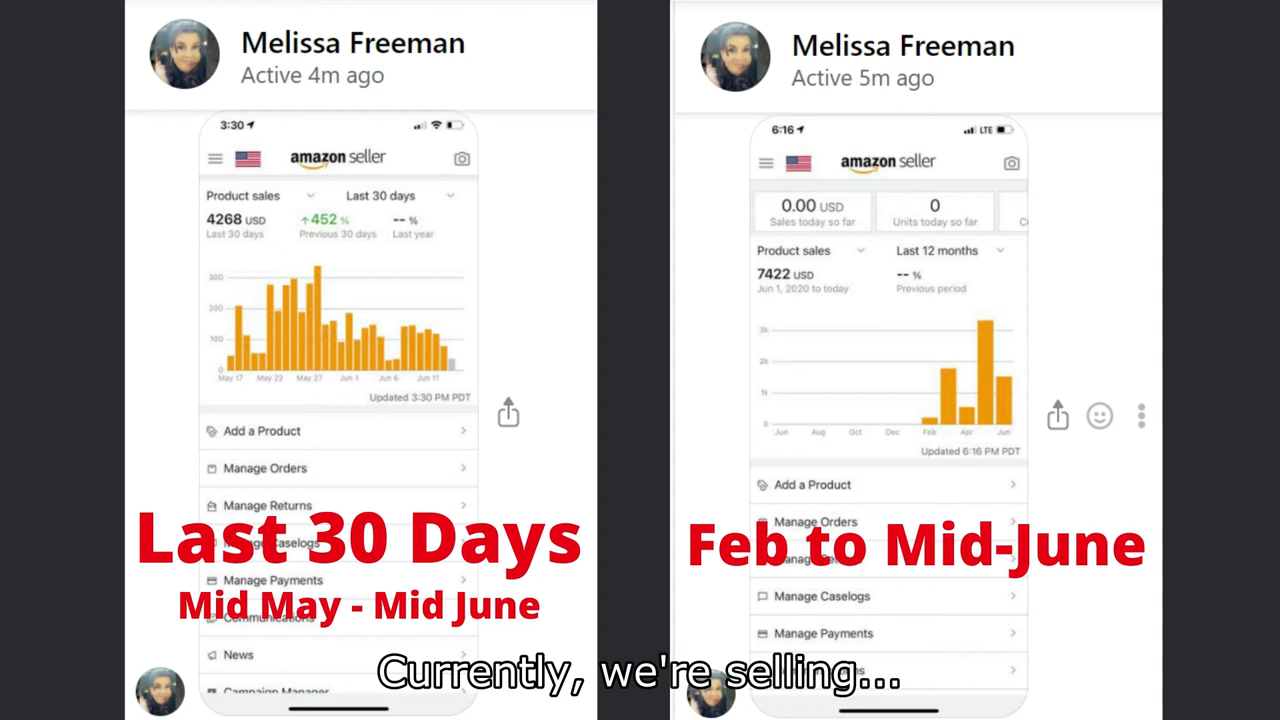 Melissa Freeman
Active 4m ago
3:30
amazon seller
Product sales
Last 30 days
4268 USD
↑452 %
-- %
Last 30 days
Previous 30 days
Last year
300
200
100
0
May 17
May 22
May 27
Jun 1
Jun 6
Jun 11
Updated 3:30 PM PDT
Add a Product
Manage Orders
Manage Returns
Manage Caselogs
Last 30 Days
Manage Payments
Mid May - Mid June
Communications
News
Campaign Manager
Melissa Freeman
Active 5m ago
6:16
LTE
amazon seller
0.00 USD
Sales today so far
0
Units today so far
Product sales
Last 12 months
7422 USD
-- %
Jun 1, 2020 to today
Previous period
3k
2k
1k
0
Jun
Aug
Oct
Dec
Feb
Apr
Jun
Updated 6:16 PM PDT
Add a Product
Manage Orders
Feb to Mid-June
Manage
Manage Caselogs
Manage Payments
Currently, we're selling...